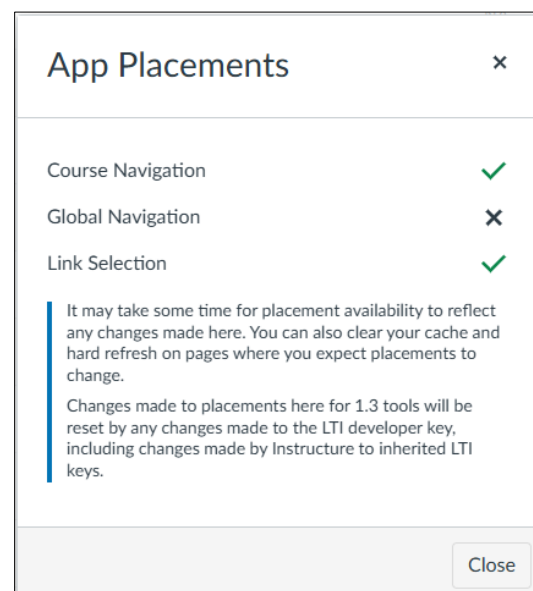 App Placements
Course Navigation
Global Navigation
Link Selection
It may take some time for placement availability to reflect
any changes made here. You can also clear your cache and
hard refresh on pages where you expect placements to
change.
Changes made to placements here for 1.3 tools will be
reset by any changes made to the LTI developer key,
including changes made by Instructure to inherited LTI
keys.
Close